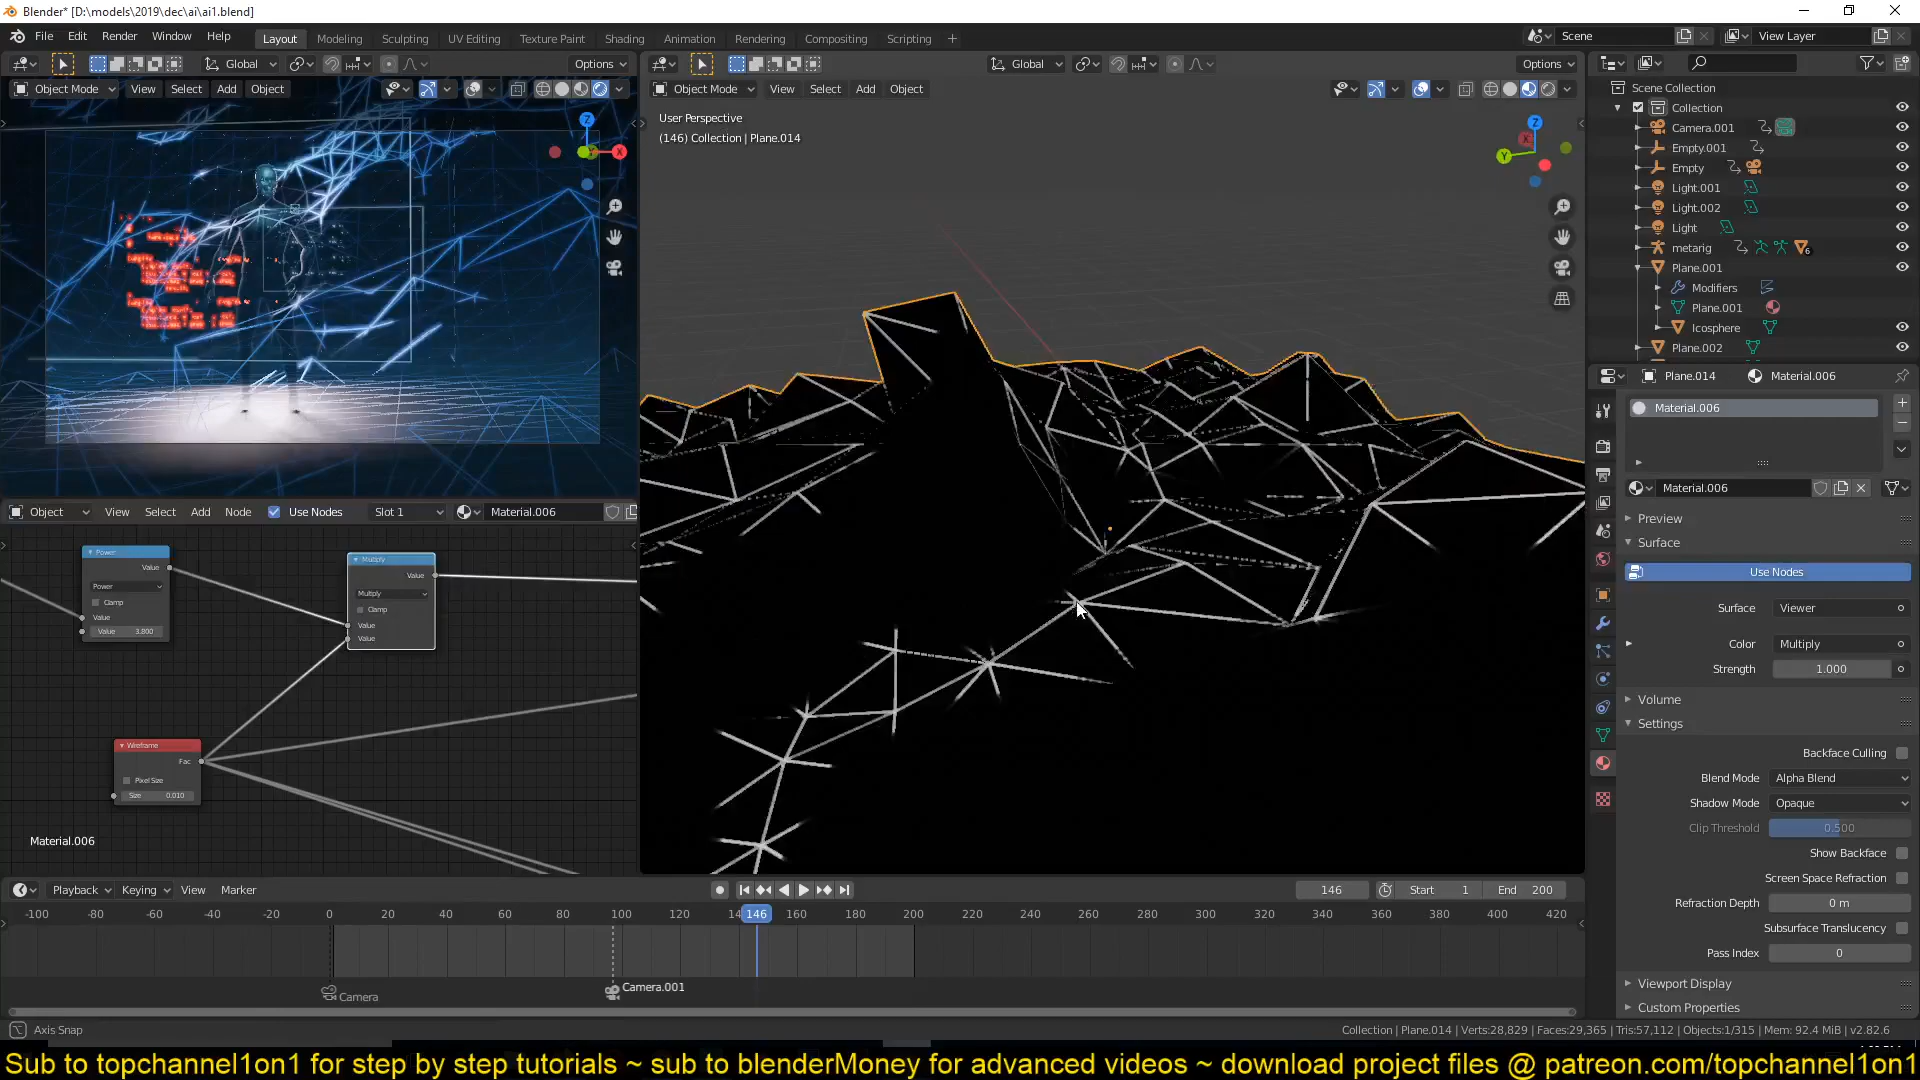 Blender* [D:\models\2019\dec\ai\ai1.blend]
File Edit Render Window Help
Layout Modeling Sculpting UV Editing Texture Paint Shading Animation Rendering Compositing Scripting +
Scene
View Layer
Global
Options
Object Mode View Select Add Object
Global
Options
Object Mode View Select Add Object
User Perspective
(146) Collection | Plane.014
Z
X
Y
Scene Collection
Collection
Camera.001
Empty.001
Empty
Light.001
Light.002
Light
metarig
6
Plane.001
Modifiers
Plane.001
Icosphere
Plane.002
Plane.014
Material.006
Material.006
Material.006
Preview
Surface
Use Nodes
Surface Viewer
Color Multiply
Strength 1.000
Volume
Settings
Backface Culling
Blend Mode Alpha Blend
Shadow Mode Opaque
Clip Threshold 0.500
Show Backface
Screen Space Refraction
Refraction Depth 0 m
Subsurface Translucency
Pass Index 0
Viewport Display
Custom Properties
Object View Select Add Node Use Nodes Slot 1 Material.006
Power
Value
Power
Clamp
Value
Value 3.800
Multiply
Value
Multiply
Clamp
Value
Value
Wireframe
Fac
Pixel Size
Size 0.010
Material.006
Playback Keying View Marker
146
Start 1
End 200
-100 -80 -60 -40 -20 0 20 40 60 80 100 120 14 146 160 180 200 220 240 260 280 300 320 340 360 380 400 420
Camera
Camera.001
Axis Snap
Collection | Plane.014 | Verts:28,829 | Faces:29,365 | Tris:57,112 | Objects:1/315 | Mem: 92.4 MiB | v2.82.6
Sub to topchannel1on1 for step by step tutorials ~ sub to blenderMoney for advanced videos ~ download project files @ patreon.com/topchannel1on1